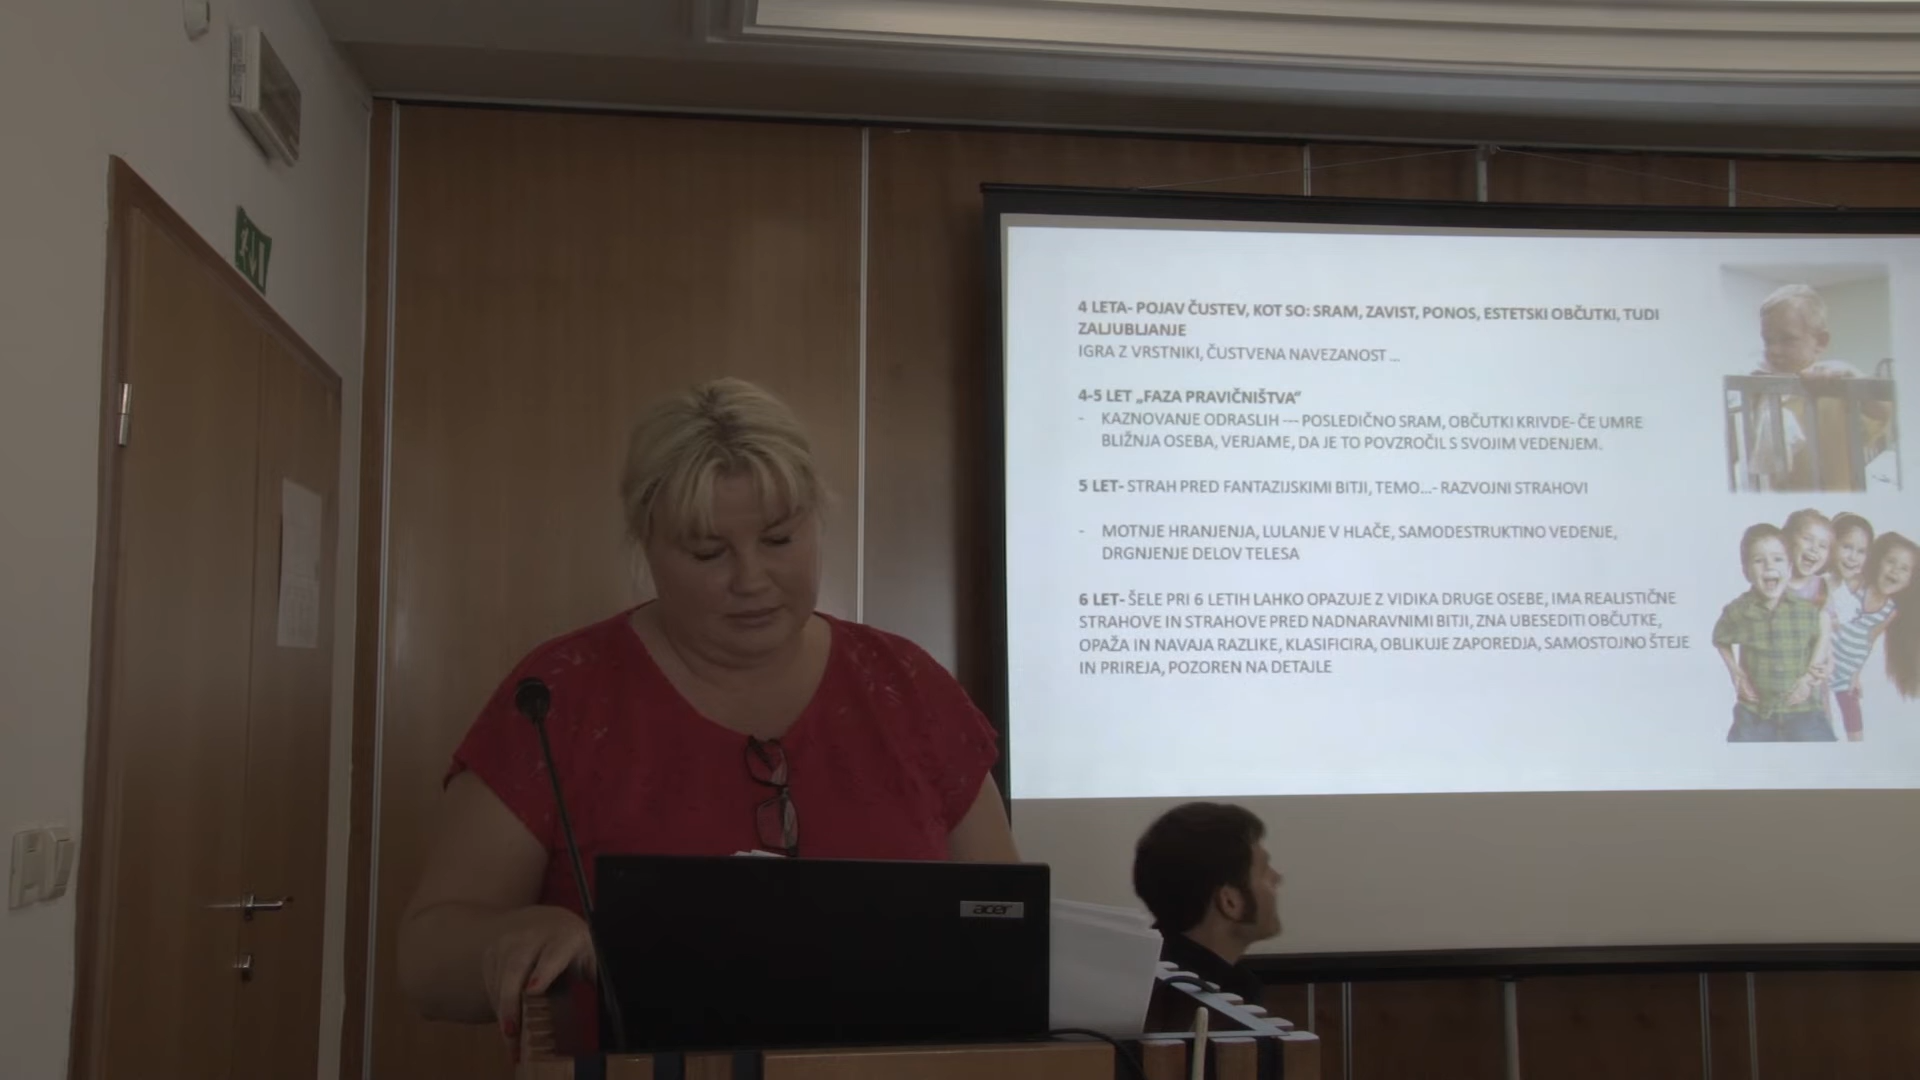 4 LETA- POJAV ČUSTEV, KOT SO: SRAM, ZAVIST, PONOS, ESTETSKI OBČUTKI, TUDI
ZALJUBLJANJE
IGRA Z VRSTNIKI, ČUSTVENA NAVEZANOST ...
4-5 LET „FAZA PRAVIČNIŠTVA“
- KAZNOVANJE ODRASLIH --- POSLEDIČNO SRAM, OBČUTKI KRIVDE- ČE UMRE
BLIŽNJA OSEBA, VERJAME, DA JE TO POVZROČIL S SVOJIM VEDENJEM.
5 LET- STRAH PRED FANTAZIJSKIMI BITJI, TEMO...- RAZVOJNI STRAHOVI
- MOTNJE HRANJENJA, LULANJE V HLAČE, SAMODESTRUKTINO VEDENJE,
DRGNJENJE DELOV TELESA
6 LET- ŠELE PRI 6 LETIH LAHKO OPAZUJE Z VIDIKA DRUGE OSEBE, IMA REALISTIČNE
STRAHOVE IN STRAHOVE PRED NADNARAVNIMI BITJI, ZNA UBESEDITI OBČUTKE,
OPAŽA IN NAVAJA RAZLIKE, KLASIFICIRA, OBLIKUJE ZAPOREDJA, SAMOSTOJNO ŠTEJE
IN PRIREJA, POZOREN NA DETAJLE
acer